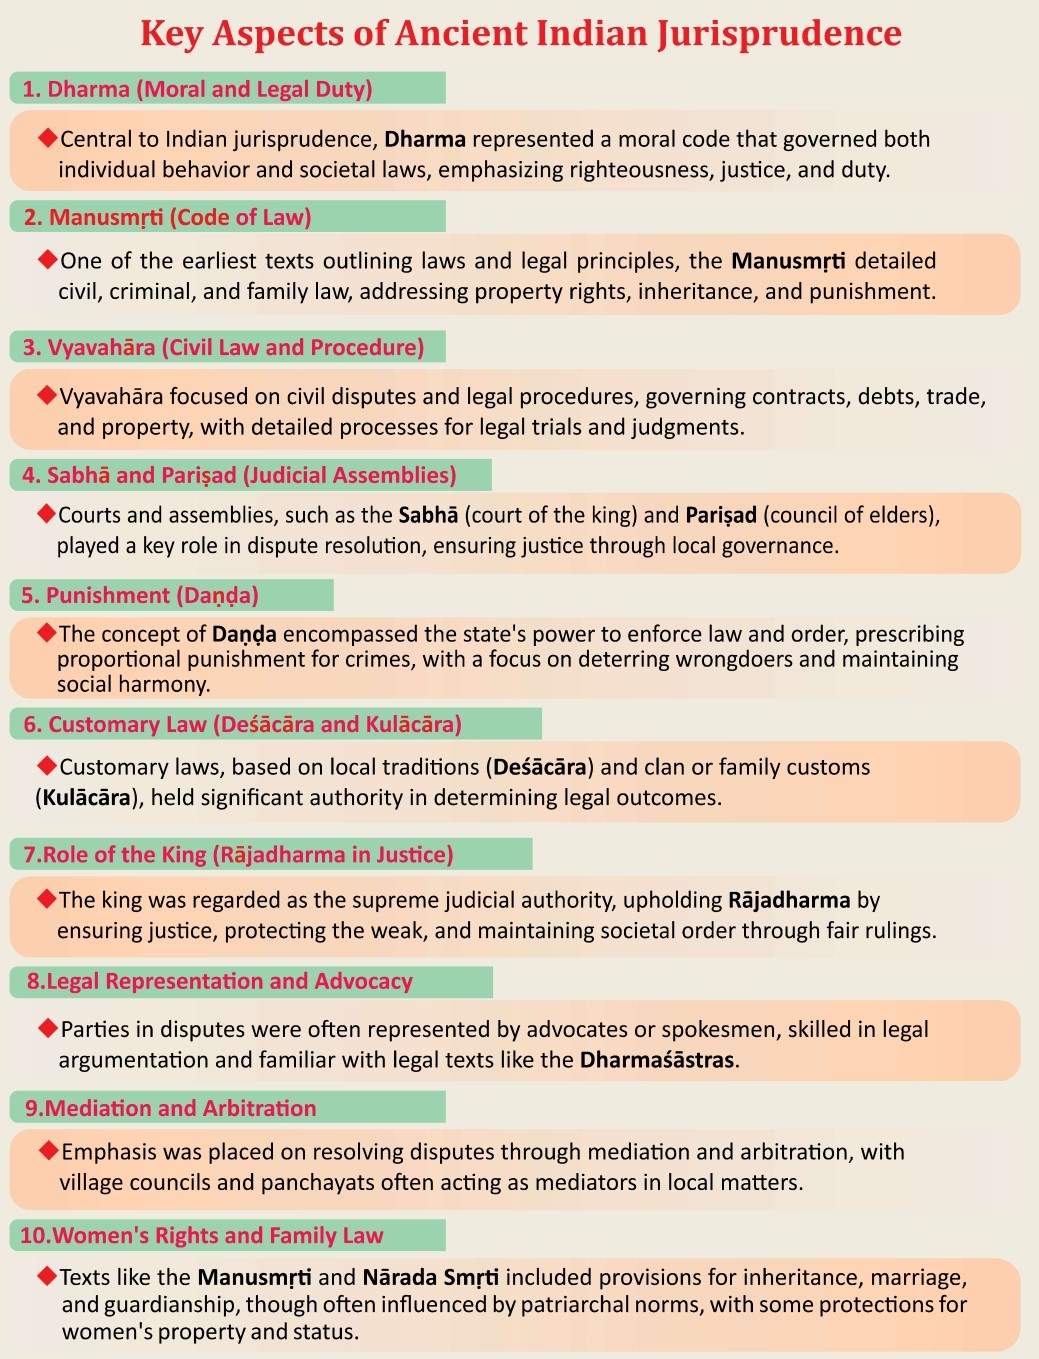 Key Aspects of Ancient Indian Jurisprudence
1. Dharma (Moral and Legal Duty)
◆Central to Indian jurisprudence, Dharma represented a moral code that governed both
individual behavior and societal laws, emphasizing righteousness, justice, and duty.
2. Manusmṛti (Code of Law)
◆One of the earliest texts outlining laws and legal principles, the Manusmṛti detailed
civil, criminal, and family law, addressing property rights, inheritance, and punishment.
3. Vyavahāra (Civil Law and Procedure)
◆Vyavahāra focused on civil disputes and legal procedures, governing contracts, debts, trade,
and property, with detailed processes for legal trials and judgments.
4. Sabhā and Pariṣad (Judicial Assemblies)
◆Courts and assemblies, such as the Sabhā (court of the king) and Pariṣad (council of elders),
played a key role in dispute resolution, ensuring justice through local governance.
5. Punishment (Daṇḍa)
◆The concept of Daṇḍa encompassed the state's power to enforce law and order, prescribing
proportional punishment for crimes, with a focus on deterring wrongdoers and maintaining
social harmony.
6. Customary Law (Deśācāra and Kulācāra)
◆Customary laws, based on local traditions (Deśācāra) and clan or family customs
(Kulācāra), held significant authority in determining legal outcomes.
7.Role of the King (Rājadharma in Justice)
◆The king was regarded as the supreme judicial authority, upholding Rājadharma by
ensuring justice, protecting the weak, and maintaining societal order through fair rulings.
8.Legal Representation and Advocacy
◆Parties in disputes were often represented by advocates or spokesmen, skilled in legal
argumentation and familiar with legal texts like the Dharmaśāstras.
9.Mediation and Arbitration
◆Emphasis was placed on resolving disputes through mediation and arbitration, with
village councils and panchayats often acting as mediators in local matters.
10.Women's Rights and Family Law
◆Texts like the Manusmṛti and Nārada Smṛti included provisions for inheritance, marriage,
and guardianship, though often influenced by patriarchal norms, with some protections for
women's property and status.